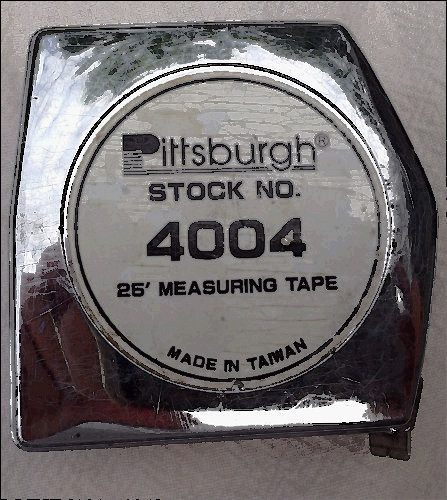 Pittsburgh®
STOCK NO.
4004
25' MEASURING TAPE
MADE IN TAIWAN